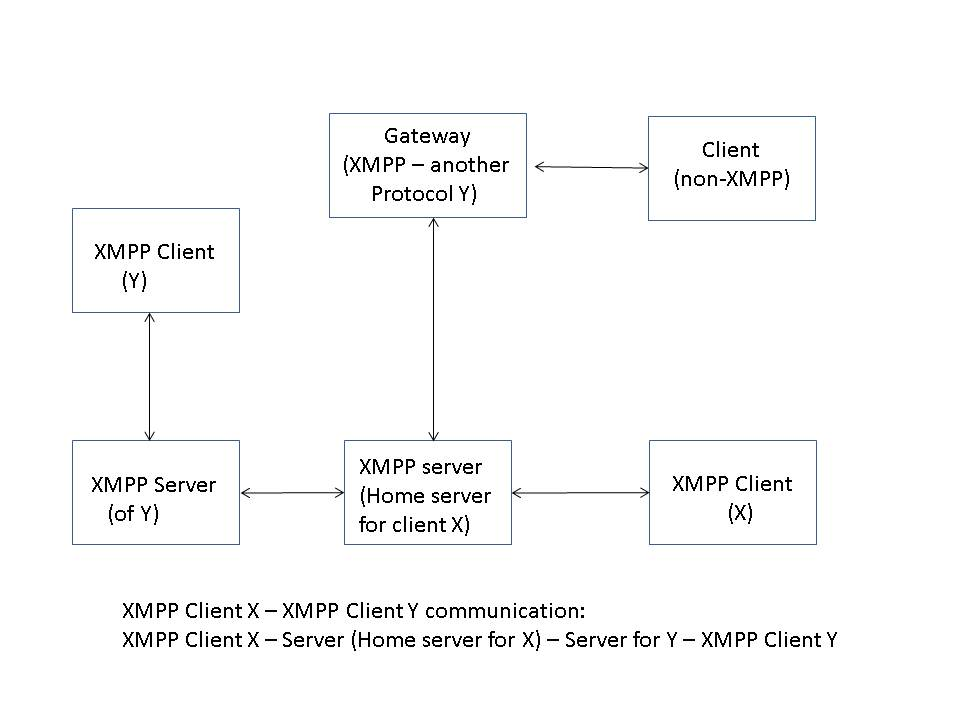 Gateway
(XMPP – another
Protocol Y)
Client
(non-XMPP)
XMPP Client
(Y)
XMPP Server
(of Y)
XMPP server
(Home server
for client X)
XMPP Client
(X)
XMPP Client X – XMPP Client Y communication:
XMPP Client X – Server (Home server for X) – Server for Y – XMPP Client Y